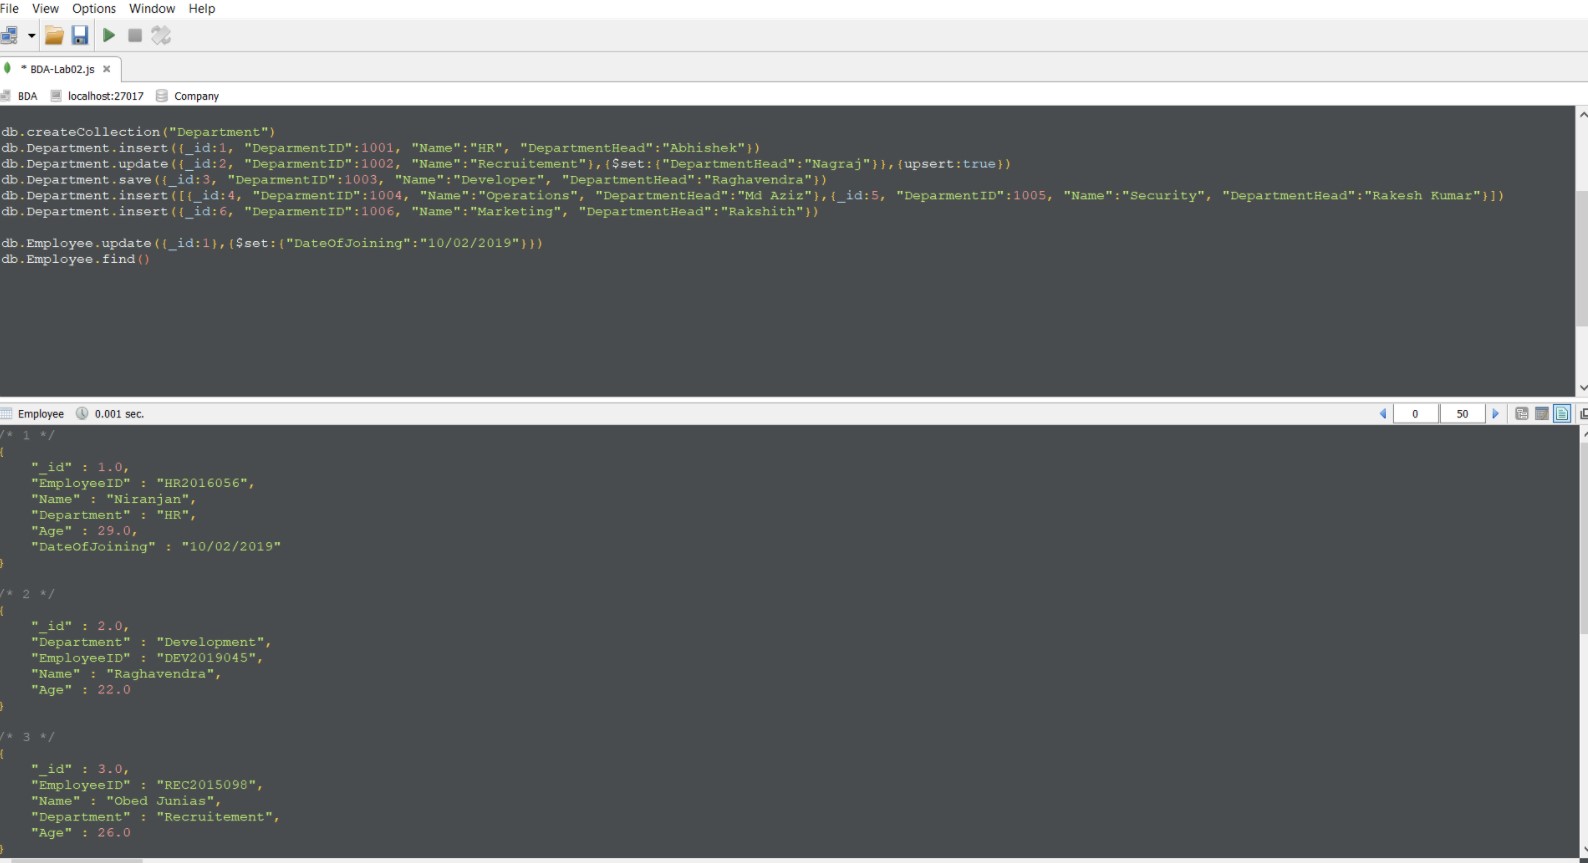 File View Options Window Help
* BDA-Lab02.js
BDA localhost:27017 Company
db.createCollection("Department")
db.Department.insert({_id:1, "DeparmentID":1001, "Name":"HR", "DepartmentHead":"Abhishek"})
db.Department.update({_id:2, "DeparmentID":1002, "Name":"Recruitement"},{$set:{"DepartmentHead":"Nagraj"}},{upsert:true})
db.Department.save({_id:3, "DeparmentID":1003, "Name":"Developer", "DepartmentHead":"Raghavendra"})
db.Department.insert([{_id:4, "DeparmentID":1004, "Name":"Operations", "DepartmentHead":"Md Aziz"},{_id:5, "DeparmentID":1005, "Name":"Security", "DepartmentHead":"Rakesh Kumar"}])
db.Department.insert({_id:6, "DeparmentID":1006, "Name":"Marketing", "DepartmentHead":"Rakshith"})
db.Employee.update({_id:1},{$set:{"DateOfJoining":"10/02/2019"}})
db.Employee.find()
Employee 0.001 sec. 0 50
/* 1 */
{
"_id" : 1.0,
"EmployeeID" : "HR2016056",
"Name" : "Niranjan",
"Department" : "HR",
"Age" : 29.0,
"DateOfJoining" : "10/02/2019"
}
/* 2 */
{
"_id" : 2.0,
"Department" : "Development",
"EmployeeID" : "DEV2019045",
"Name" : "Raghavendra",
"Age" : 22.0
}
/* 3 */
{
"_id" : 3.0,
"EmployeeID" : "REC2015098",
"Name" : "Obed Junias",
"Department" : "Recruitement",
"Age" : 26.0
}